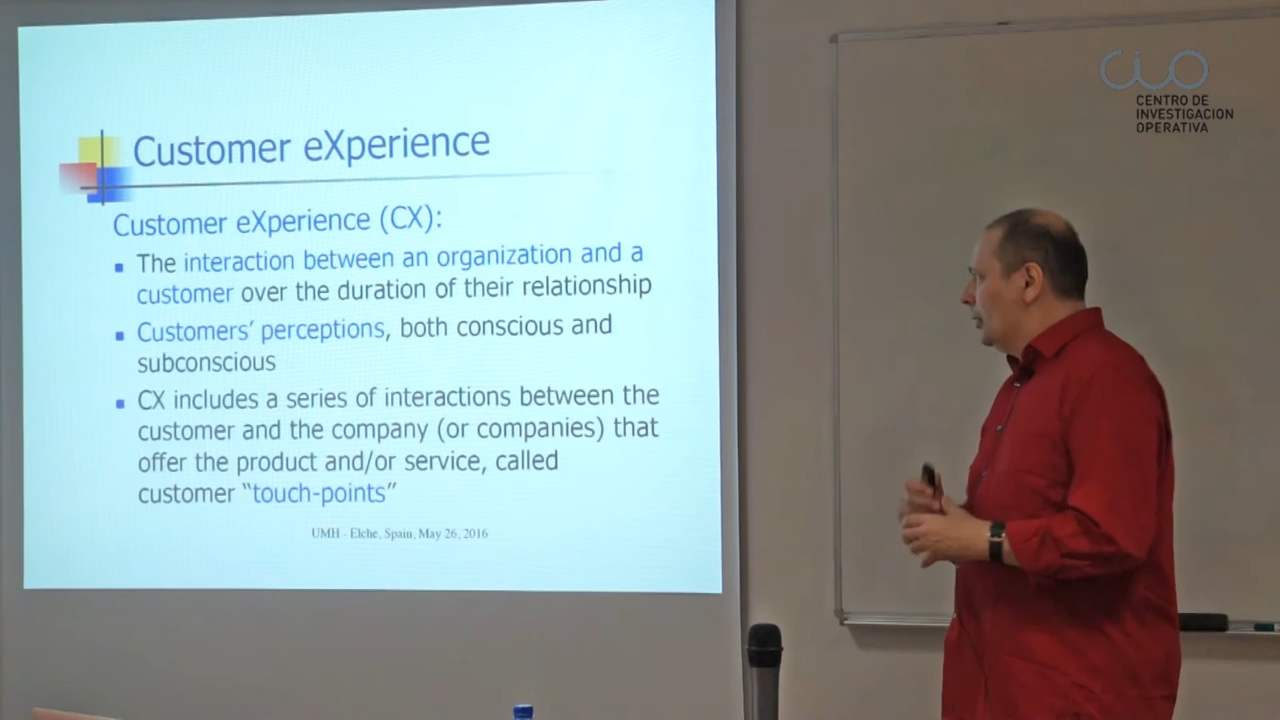 Customer eXperience
Customer eXperience (CX):
The interaction between an organization and a
customer over the duration of their relationship
Customers' perceptions, both conscious and
subconscious
CX includes a series of interactions between the
customer and the company (or companies) that
offer the product and/or service, called
customer "touch-points"
UMH - Elche, Spain, May 26, 2016
CIO
CENTRO DE
INVESTIGACION
OPERATIVA